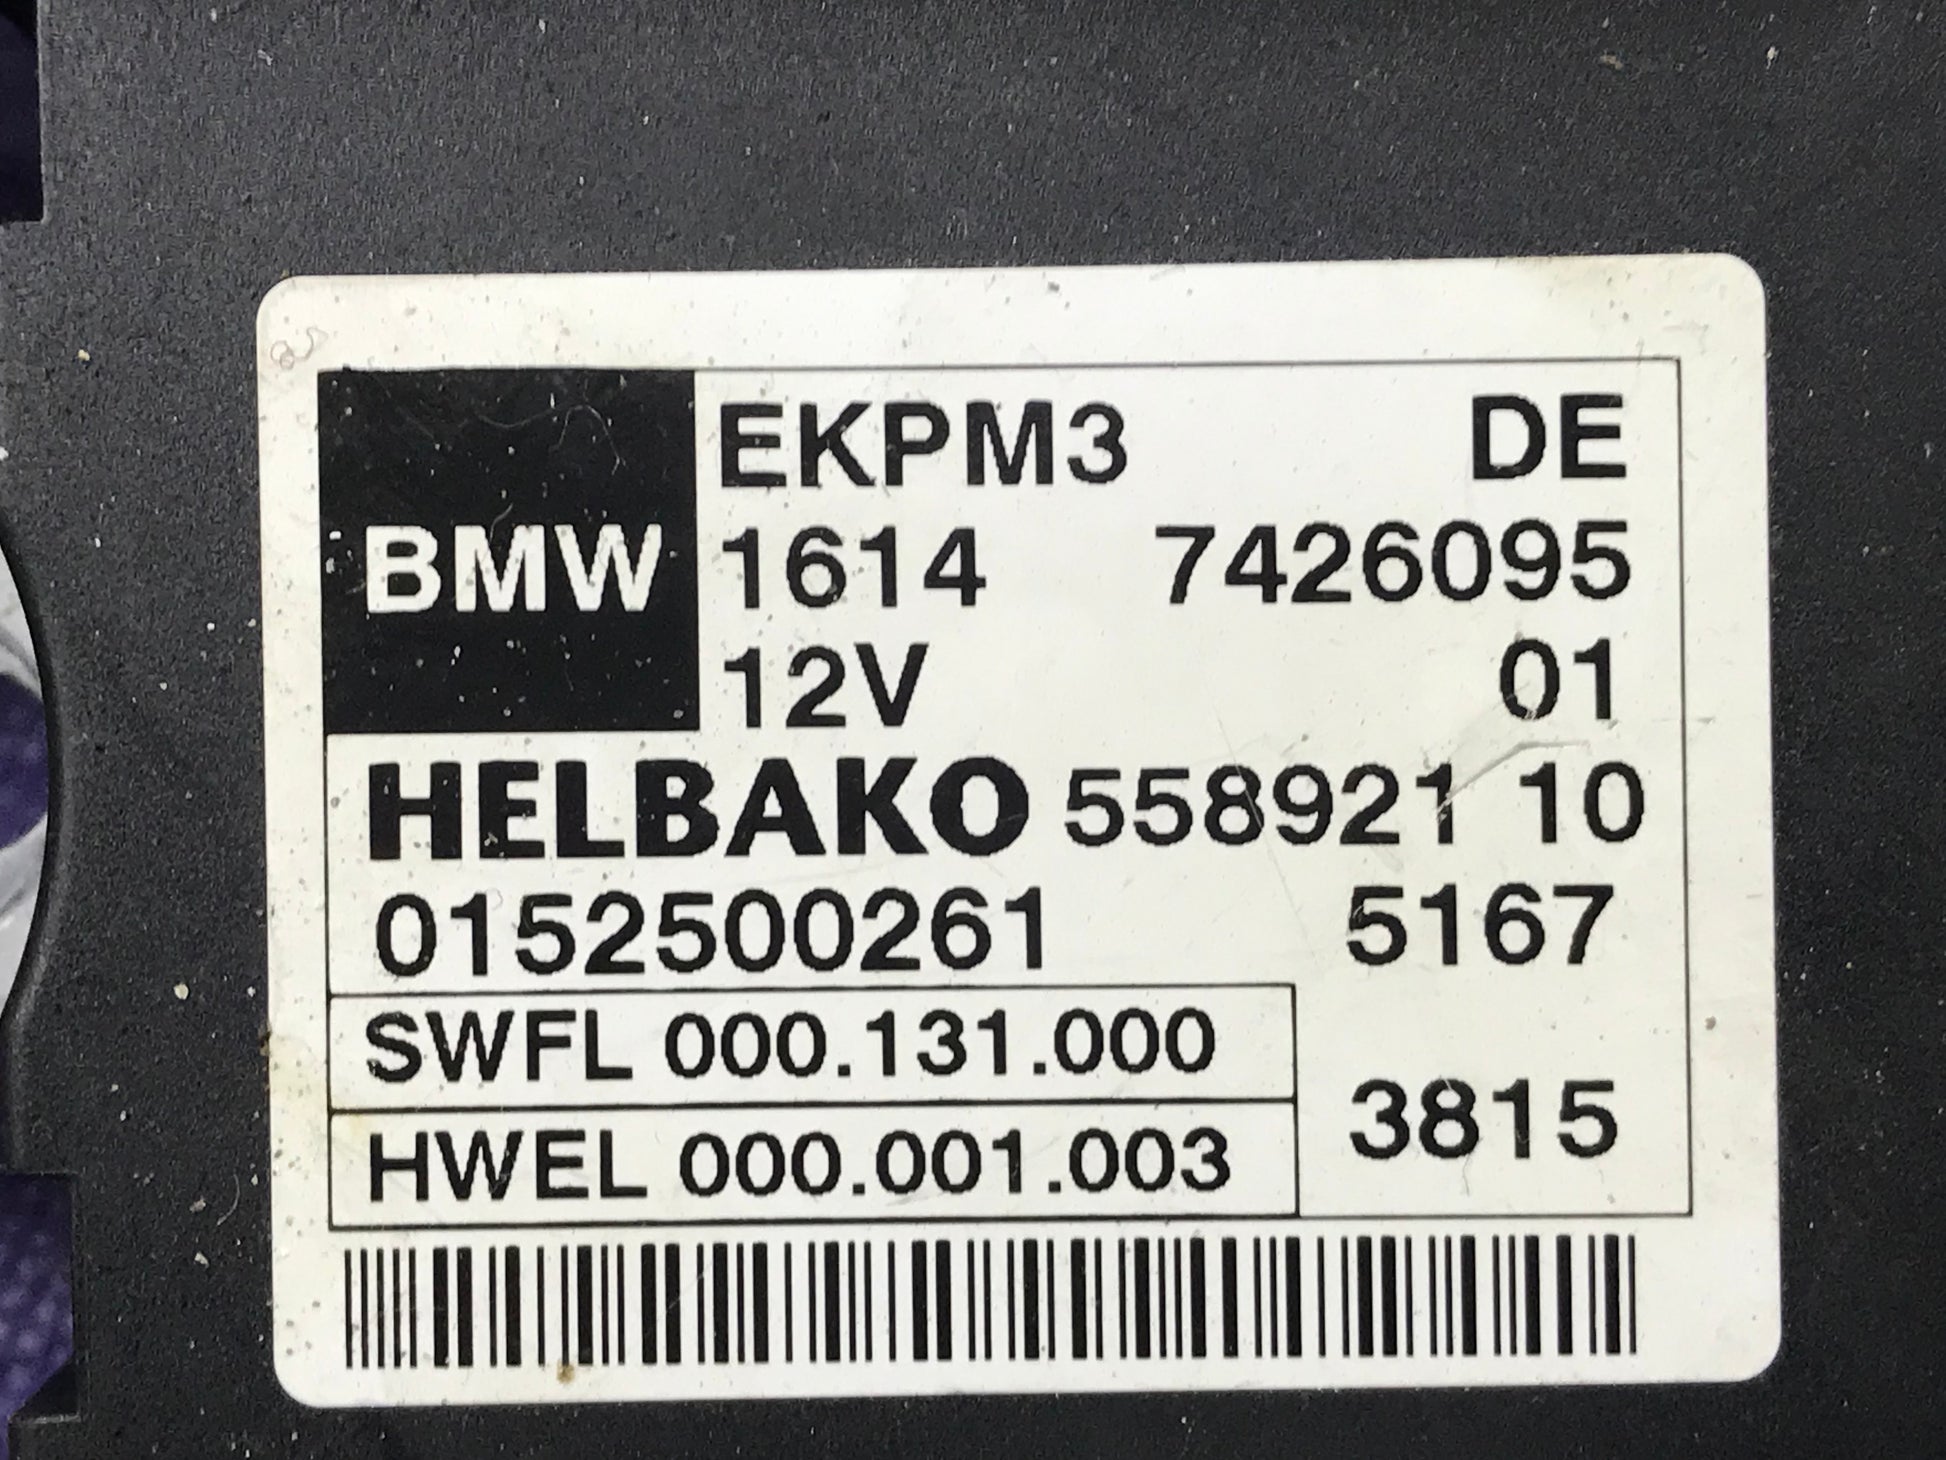 EKPM3 DE
BMW 1614 7426095
12V 01
HELBAKO 558921 10
0152500261 5167
SWFL 000.131.000
3815
HWEL 000.001.003